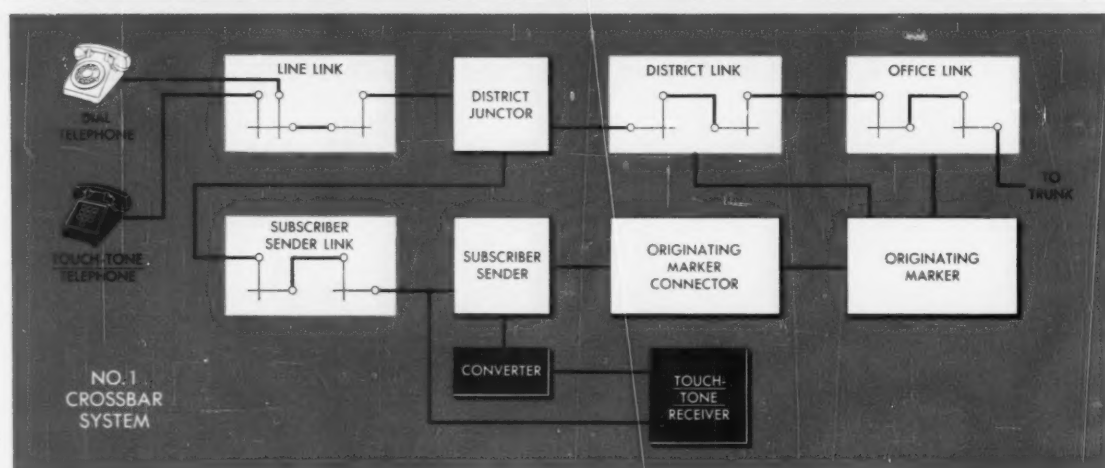 LINE LINK
DISTRICT
JUNCTOR
DISTRICT LINK
OFFICE LINK
DIAL
TELEPHONE
TO
TRUNK
TOUCH-TONE
TELEPHONE
SUBSCRIBER
SENDER LINK
SUBSCRIBER
SENDER
ORIGINATING
MARKER
CONNECTOR
ORIGINATING
MARKER
CONVERTER
TOUCH-
TONE
RECEIVER
NO. 1
CROSSBAR
SYSTEM